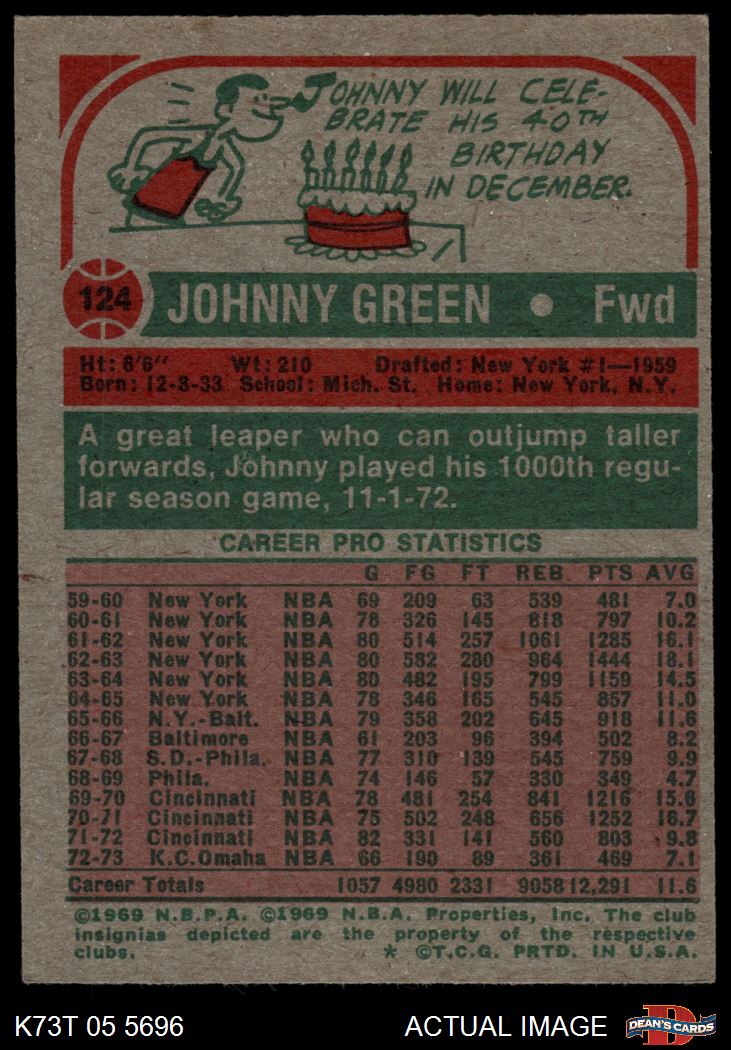 JOHNNY WILL CELE-
BRATE HIS 40TH
BIRTHDAY
IN DECEMBER.
124 JOHNNY GREEN • Fwd
Ht: 6'6" Wt: 210 Drafted: New York #1—1959
Born: 12-8-33 School: Mich. St. Home: New York, N.Y.
A great leaper who can outjump taller
forwards, Johnny played his 1000th regu-
lar season game, 11-1-72.
CAREER PRO STATISTICS
G FG FT REB PTS AVG
59-60 New York NBA 69 209 63 539 481 7.0
60-61 New York NBA 78 326 145 818 797 10.2
61-62 New York NBA 80 514 257 1061 1285 16.1
62-63 New York NBA 80 582 280 964 1444 18.1
63-64 New York NBA 80 482 195 799 1159 14.5
64-65 New York NBA 78 346 165 545 857 11.0
65-66 N.Y.-Balt. NBA 79 358 202 645 918 11.6
66-67 Baltimore NBA 61 203 96 394 502 8.2
67-68 S.D.-Phila. NBA 77 310 139 545 759 9.9
68-69 Phila. NBA 74 146 57 330 349 4.7
69-70 Cincinnati NBA 78 481 254 841 1216 15.6
70-71 Cincinnati NBA 75 502 248 656 1252 16.7
71-72 Cincinnati NBA 82 331 141 560 803 9.8
72-73 K.C.Omaha NBA 66 190 89 361 469 7.1
Career Totals 1057 4980 2331 9058 12,291 11.6
©1969 N.B.P.A. ©1969 N.B.A. Properties, Inc. The club
insignias depicted are the property of the respective
clubs. * ©T.C.G. PRTD. IN U.S.A.
K73T 05 5696 ACTUAL IMAGE DEAN'S CARDS